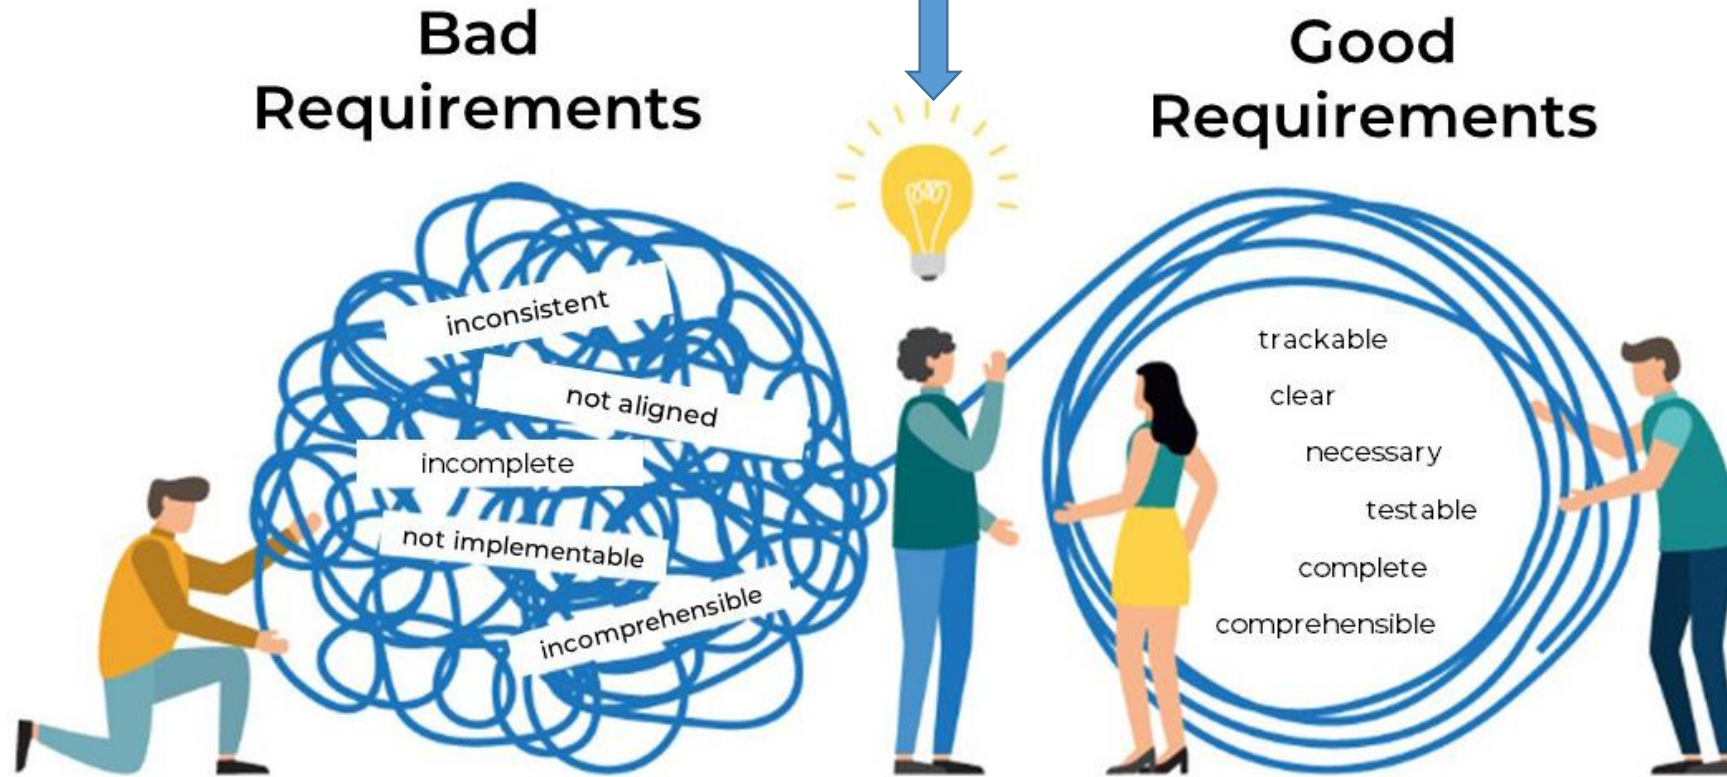 Bad
Requirements
inconsistent
not aligned
incomplete
not implementable
incomprehensible
Good
Requirements
trackable
clear
necessary
testable
complete
comprehensible